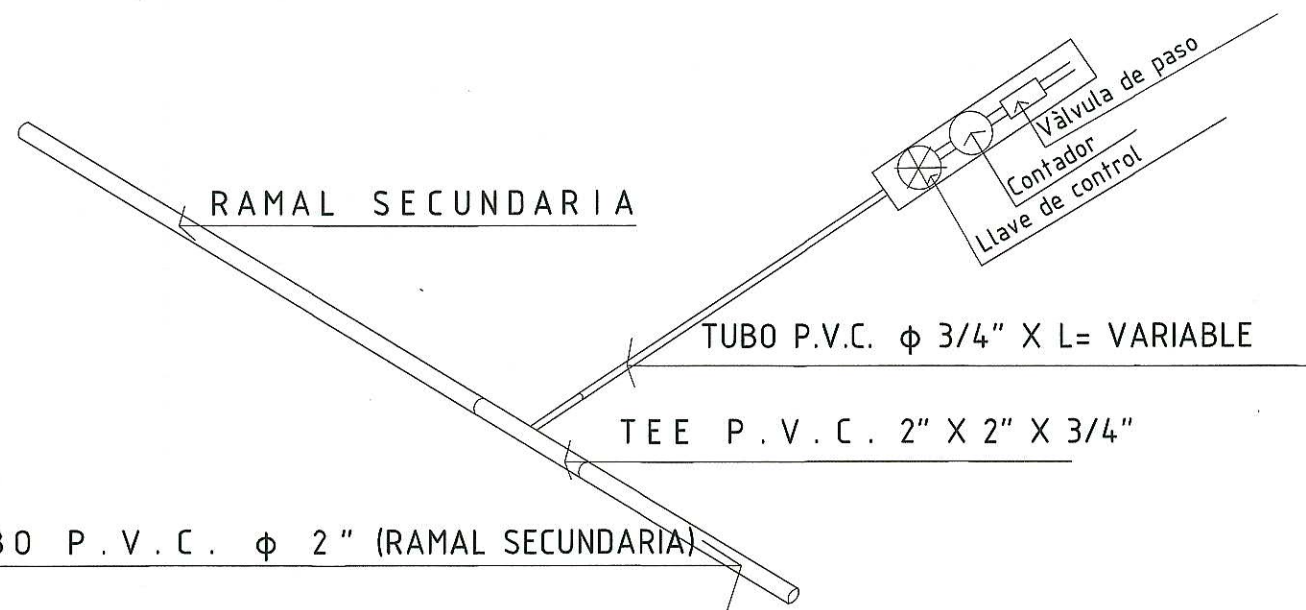 Vàlvula de paso
Contador
Llave de control
RAMAL SECUNDARIA
TUBO P.V.C. ϕ 3/4" X L= VARIABLE
TEE P.V.C. 2" X 2" X 3/4"
BO P.V.C. ϕ 2" (RAMAL SECUNDARIA)